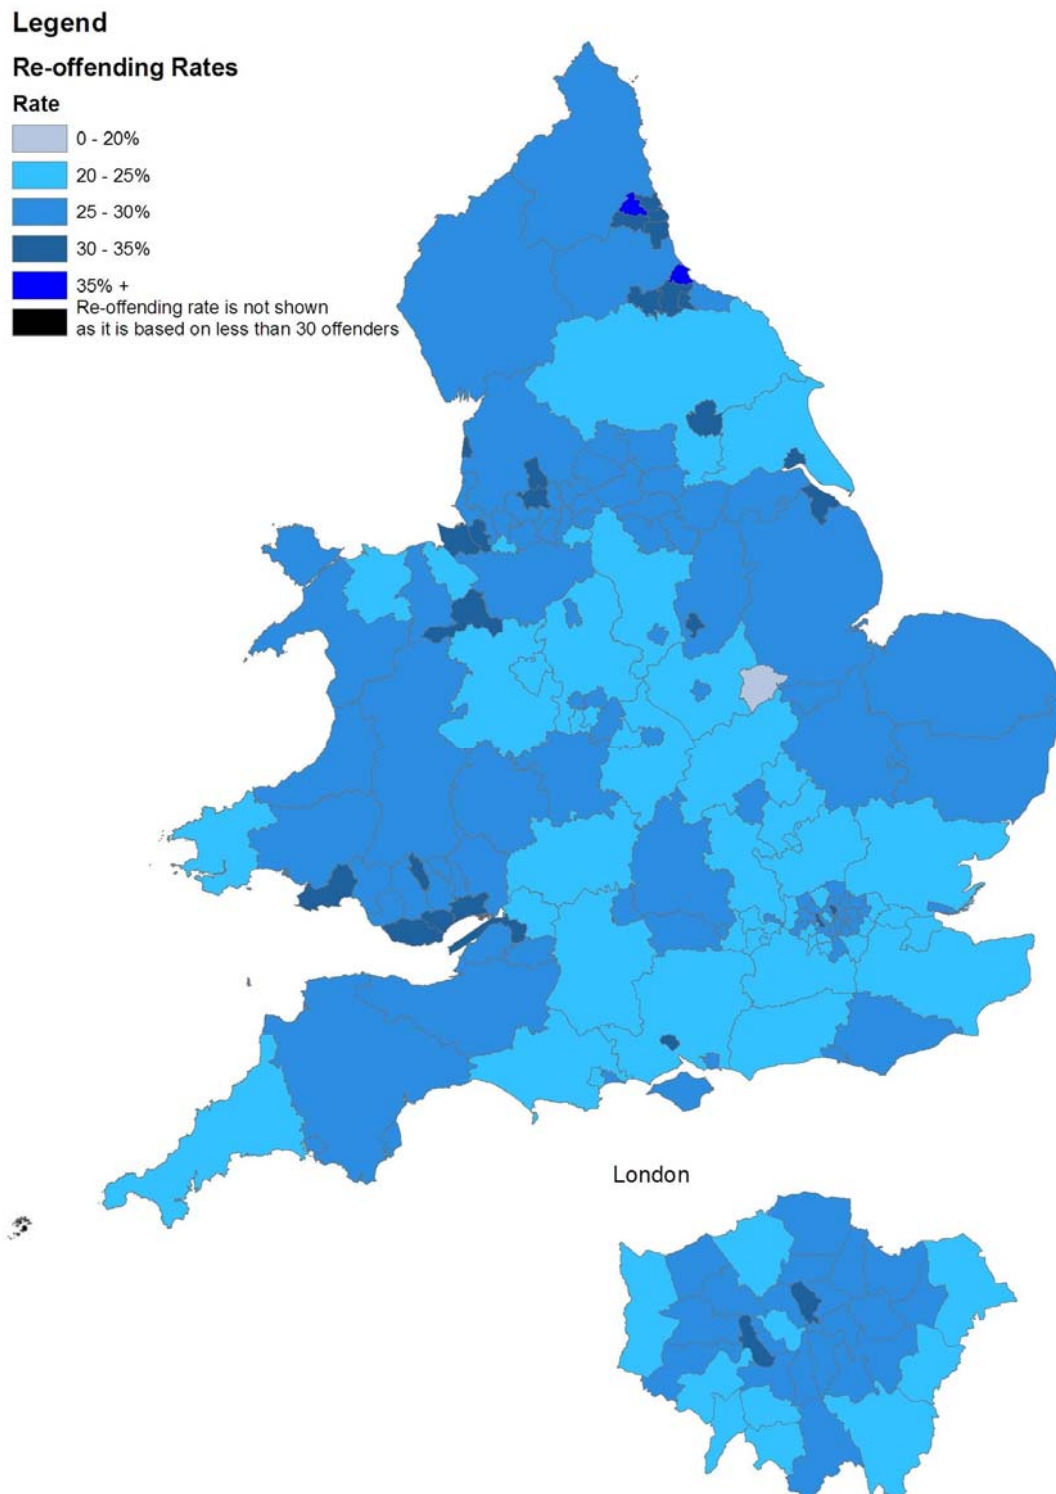 Legend
Re-offending Rates
Rate
0 - 20%
20 - 25%
25 - 30%
30 - 35%
35% +
Re-offending rate is not shown
as it is based on less than 30 offenders
London